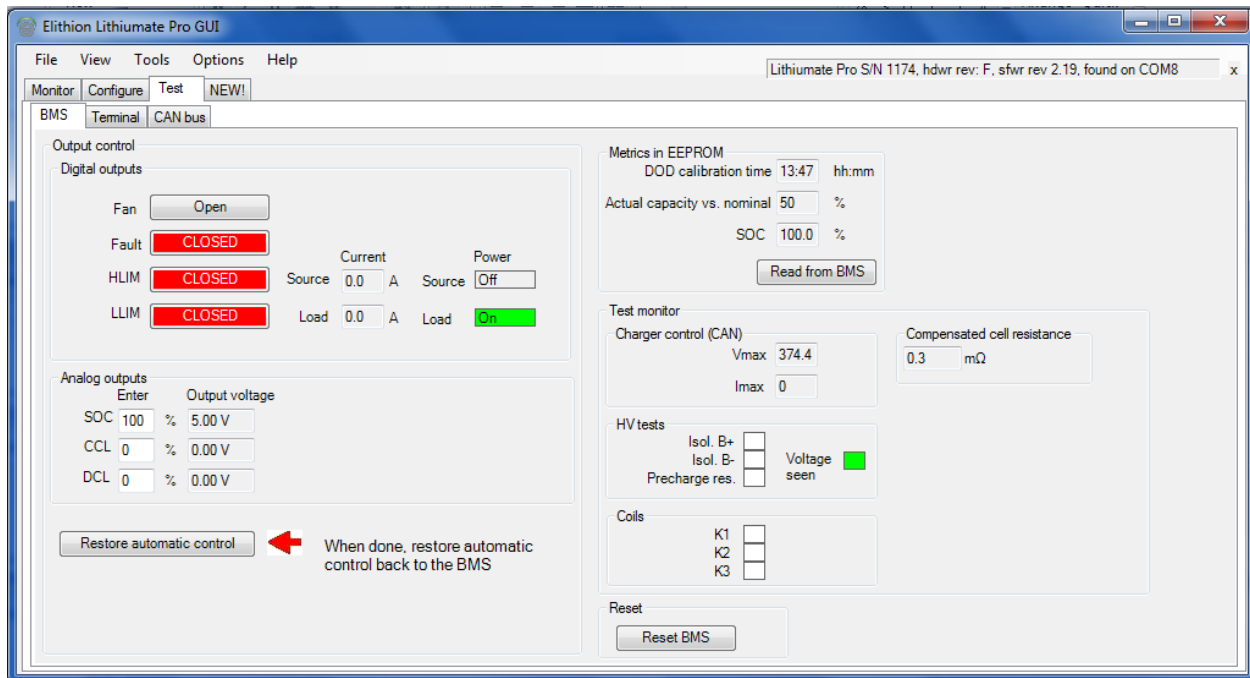 Elithion Lithiumate Pro GUI
File View Tools Options Help
Lithiumate Pro S/N 1174, hdwr rev: F, sfwr rev 2.19, found on COM8 x
Monitor Configure Test NEW!
BMS Terminal CAN bus
Output control
Digital outputs
Fan Open
Fault CLOSED
Current Power
HLIM CLOSED Source 0.0 A Source Off
LLIM CLOSED Load 0.0 A Load On
Analog outputs
Enter Output voltage
SOC 100 % 5.00 V
CCL 0 % 0.00 V
DCL 0 % 0.00 V
Restore automatic control
When done, restore automatic
control back to the BMS
Metrics in EEPROM
DOD calibration time 13:47 hh:mm
Actual capacity vs. nominal 50 %
SOC 100.0 %
Read from BMS
Test monitor
Charger control (CAN)
Vmax 374.4
Imax 0
Compensated cell resistance
0.3 mΩ
HV tests
Isol. B+
Isol. B-
Precharge res.
Voltage
seen
Coils
K1
K2
K3
Reset
Reset BMS